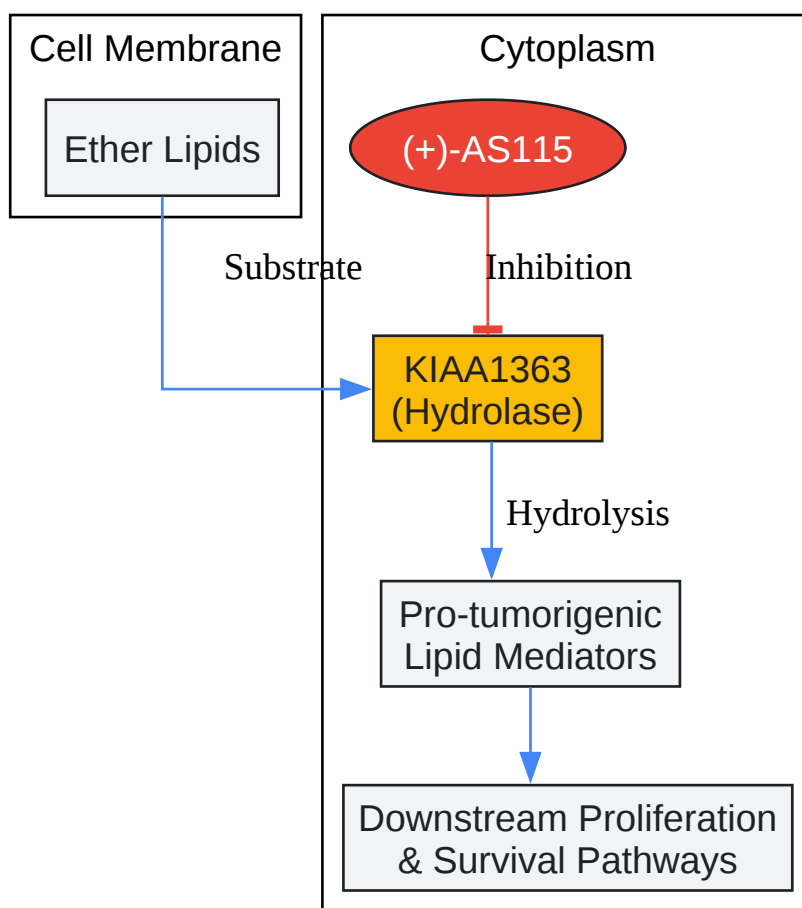 Cell Membrane
Cytoplasm
Ether Lipids
(+)-AS115
Substrate
Inhibition
KIAA1363
(Hydrolase)
Hydrolysis
Pro-tumorigenic
Lipid Mediators
Downstream Proliferation
& Survival Pathways